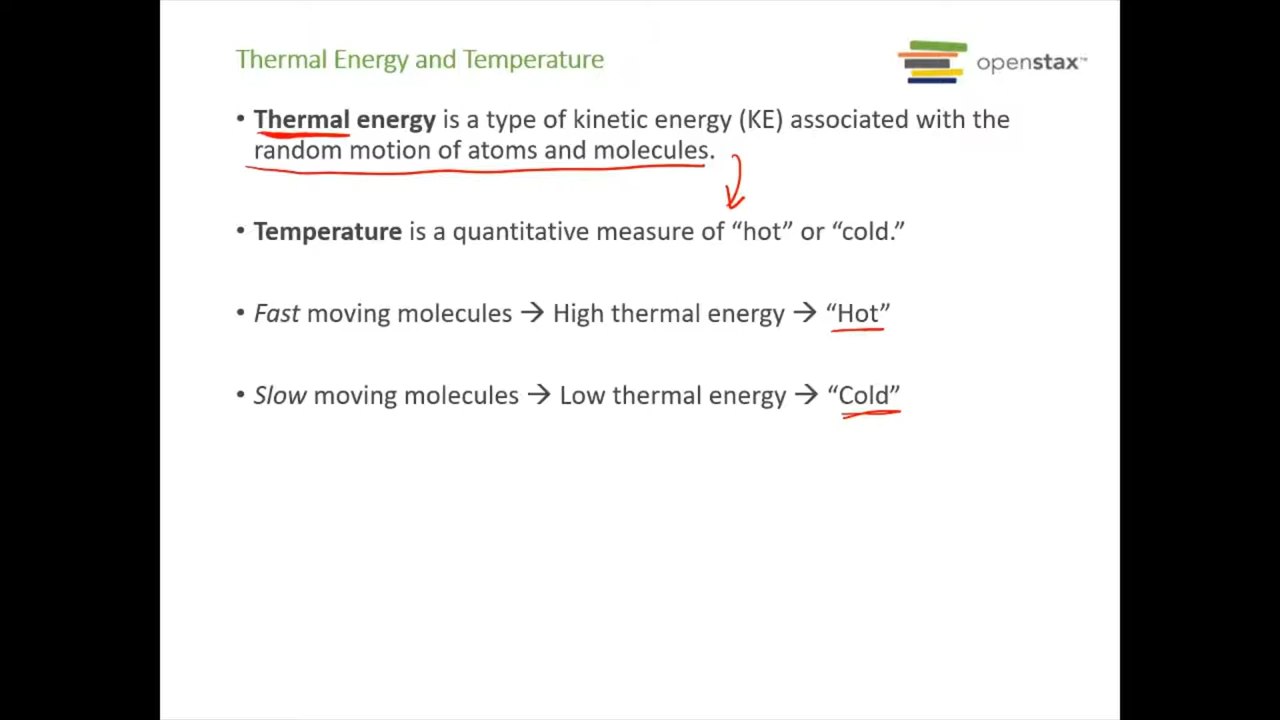 Thermal Energy and Temperature
openstax™
• Thermal energy is a type of kinetic energy (KE) associated with the
random motion of atoms and molecules.
• Temperature is a quantitative measure of “hot” or “cold.”
• Fast moving molecules → High thermal energy → “Hot”
• Slow moving molecules → Low thermal energy → “Cold”